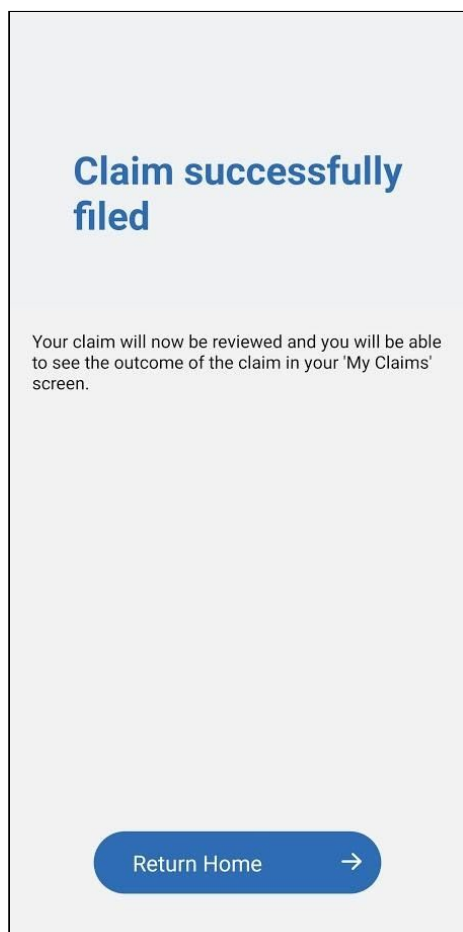 Claim successfully
filed
Your claim will now be reviewed and you will be able
to see the outcome of the claim in your 'My Claims'
screen.
Return Home